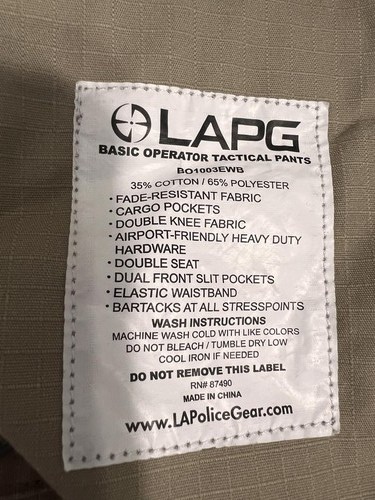 LAPG
BASIC OPERATOR TACTICAL PANTS
BO1003EWB
35% COTTON / 65% POLYESTER
• FADE-RESISTANT FABRIC
• CARGO POCKETS
• DOUBLE KNEE FABRIC
• AIRPORT-FRIENDLY HEAVY DUTY
HARDWARE
• DOUBLE SEAT
• DUAL FRONT SLIT POCKETS
• ELASTIC WAISTBAND
• BARTACKS AT ALL STRESSPOINTS
WASH INSTRUCTIONS
MACHINE WASH COLD WITH LIKE COLORS
DO NOT BLEACH / TUMBLE DRY LOW
COOL IRON IF NEEDED
DO NOT REMOVE THIS LABEL
RN# 87490
MADE IN CHINA
www.LAPoliceGear.com